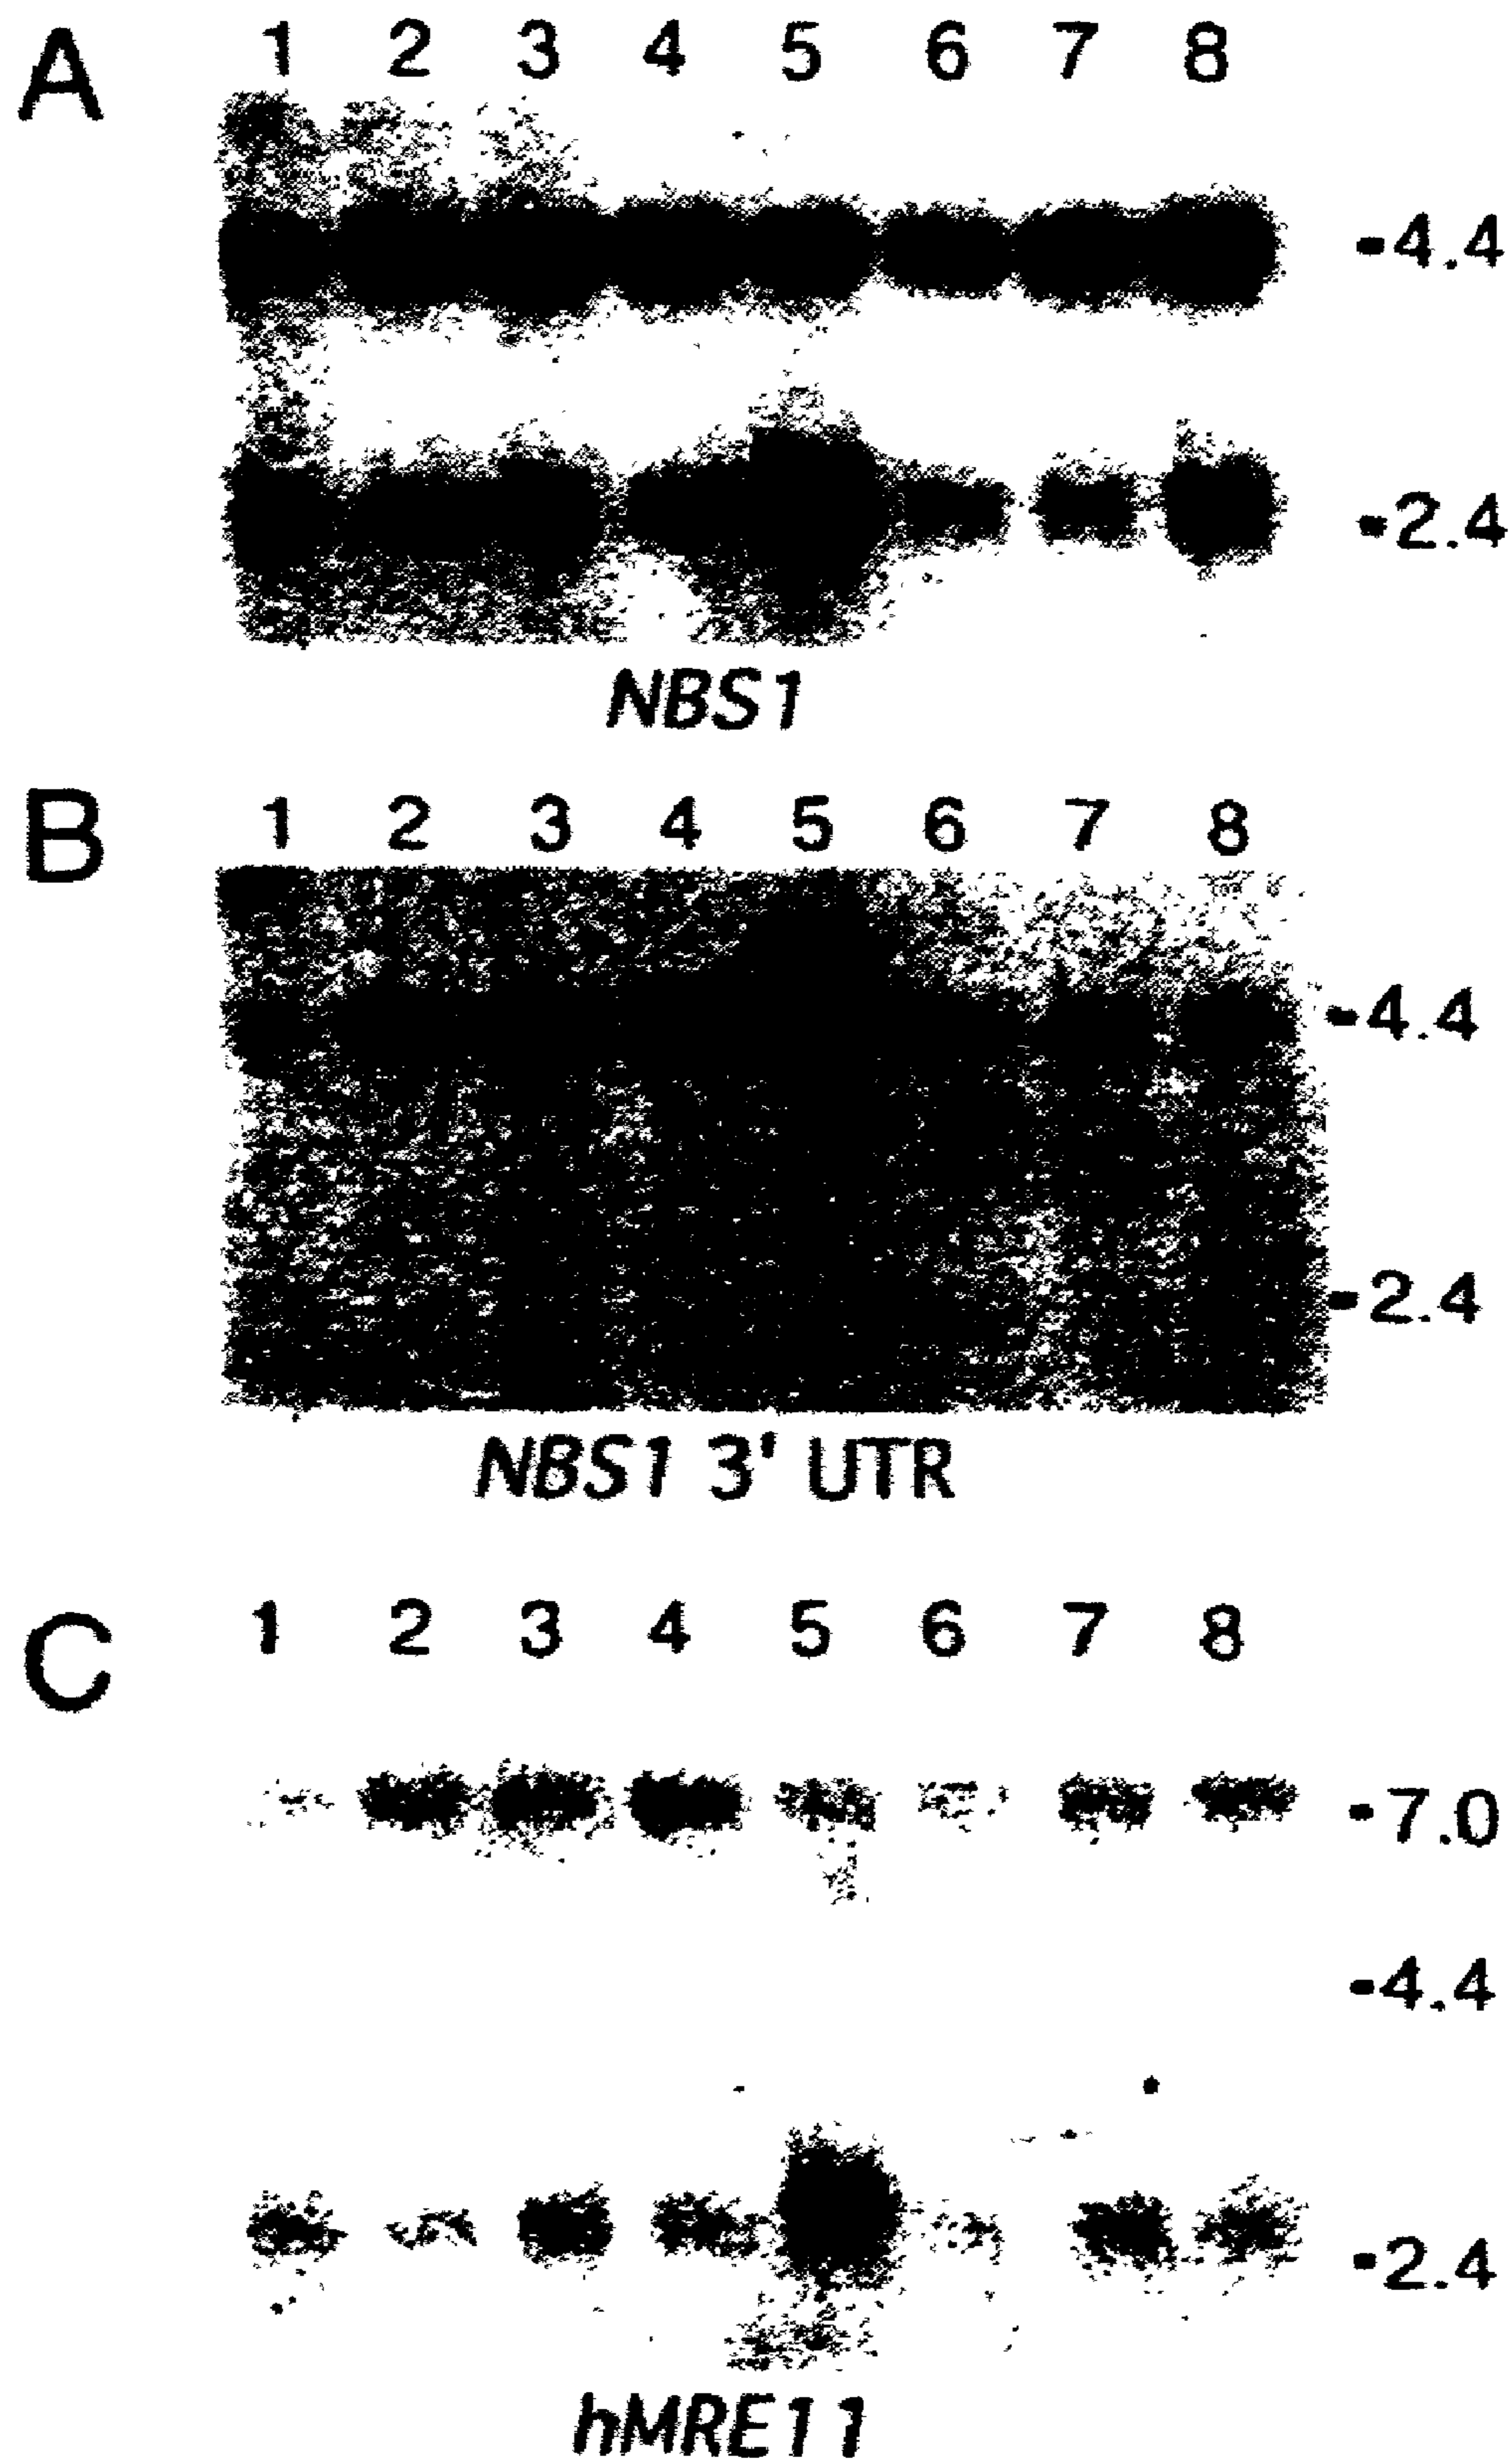 A 1 2 3 4 5 6 7 8
-4.4
-2.4
NBS1
B 1 2 3 4 5 6 7 8
-4.4
-2.4
NBS1 3' UTR
C 1 2 3 4 5 6 7 8
-7.0
-4.4
-2.4
hMRE11